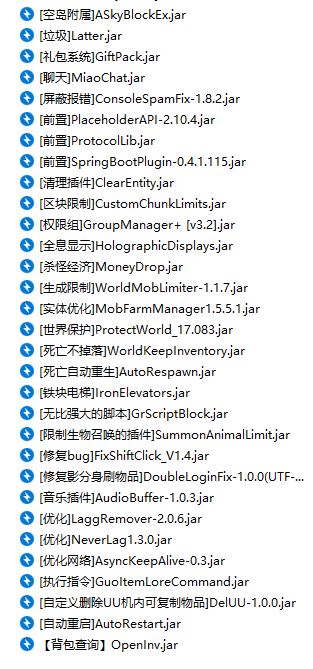 [空岛附属]ASkyBlockEx.jar
[垃圾]Latter.jar
[礼包系统]GiftPack.jar
[聊天]MiaoChat.jar
[屏蔽报错]ConsoleSpamFix-1.8.2.jar
[前置]PlaceholderAPI-2.10.4.jar
[前置]ProtocolLib.jar
[前置]SpringBootPlugin-0.4.1.115.jar
[清理插件]ClearEntity.jar
[区块限制]CustomChunkLimits.jar
[权限组]GroupManager+ [v3.2].jar
[全息显示]HolographicDisplays.jar
[杀怪经济]MoneyDrop.jar
[生成限制]WorldMobLimiter-1.1.7.jar
[实体优化]MobFarmManager1.5.5.1.jar
[世界保护]ProtectWorld_17.083.jar
[死亡不掉落]WorldKeepInventory.jar
[死亡自动重生]AutoRespawn.jar
[铁块电梯]IronElevators.jar
[无比强大的脚本]GrScriptBlock.jar
[限制生物召唤的插件]SummonAnimalLimit.jar
[修复bug]FixShiftClick_V1.4.jar
[修复影分身刷物品]DoubleLoginFix-1.0.0(UTF-...
[音乐插件]AudioBuffer-1.0.3.jar
[优化]LaggRemover-2.0.6.jar
[优化]NeverLag1.3.0.jar
[优化网络]AsyncKeepAlive-0.3.jar
[执行指令]GuoItemLoreCommand.jar
[自定义删除UU机内可复制物品]DelUU-1.0.0.jar
[自动重启]AutoRestart.jar
【背包查询】OpenInv.jar